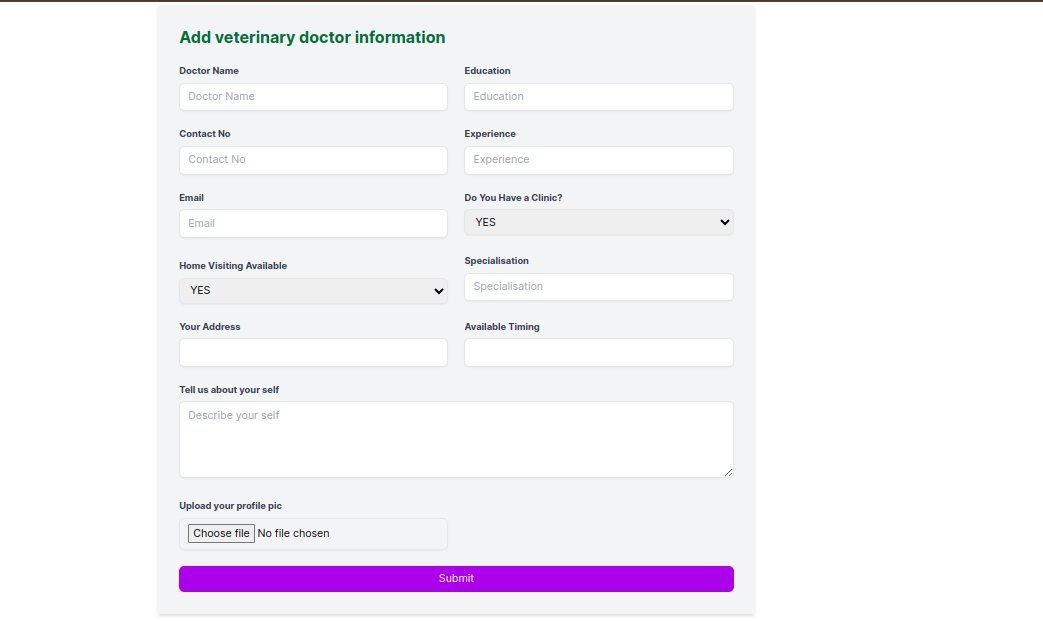 Add veterinary doctor information
Doctor Name
Education
Doctor Name
Education
Contact No
Experience
Contact No
Experience
Email
Do You Have a Clinic?
Email
YES
Home Visiting Available
Specialisation
YES
Specialisation
Your Address
Available Timing
Tell us about your self
Describe your self
Upload your profile pic
Choose file No file chosen
Submit